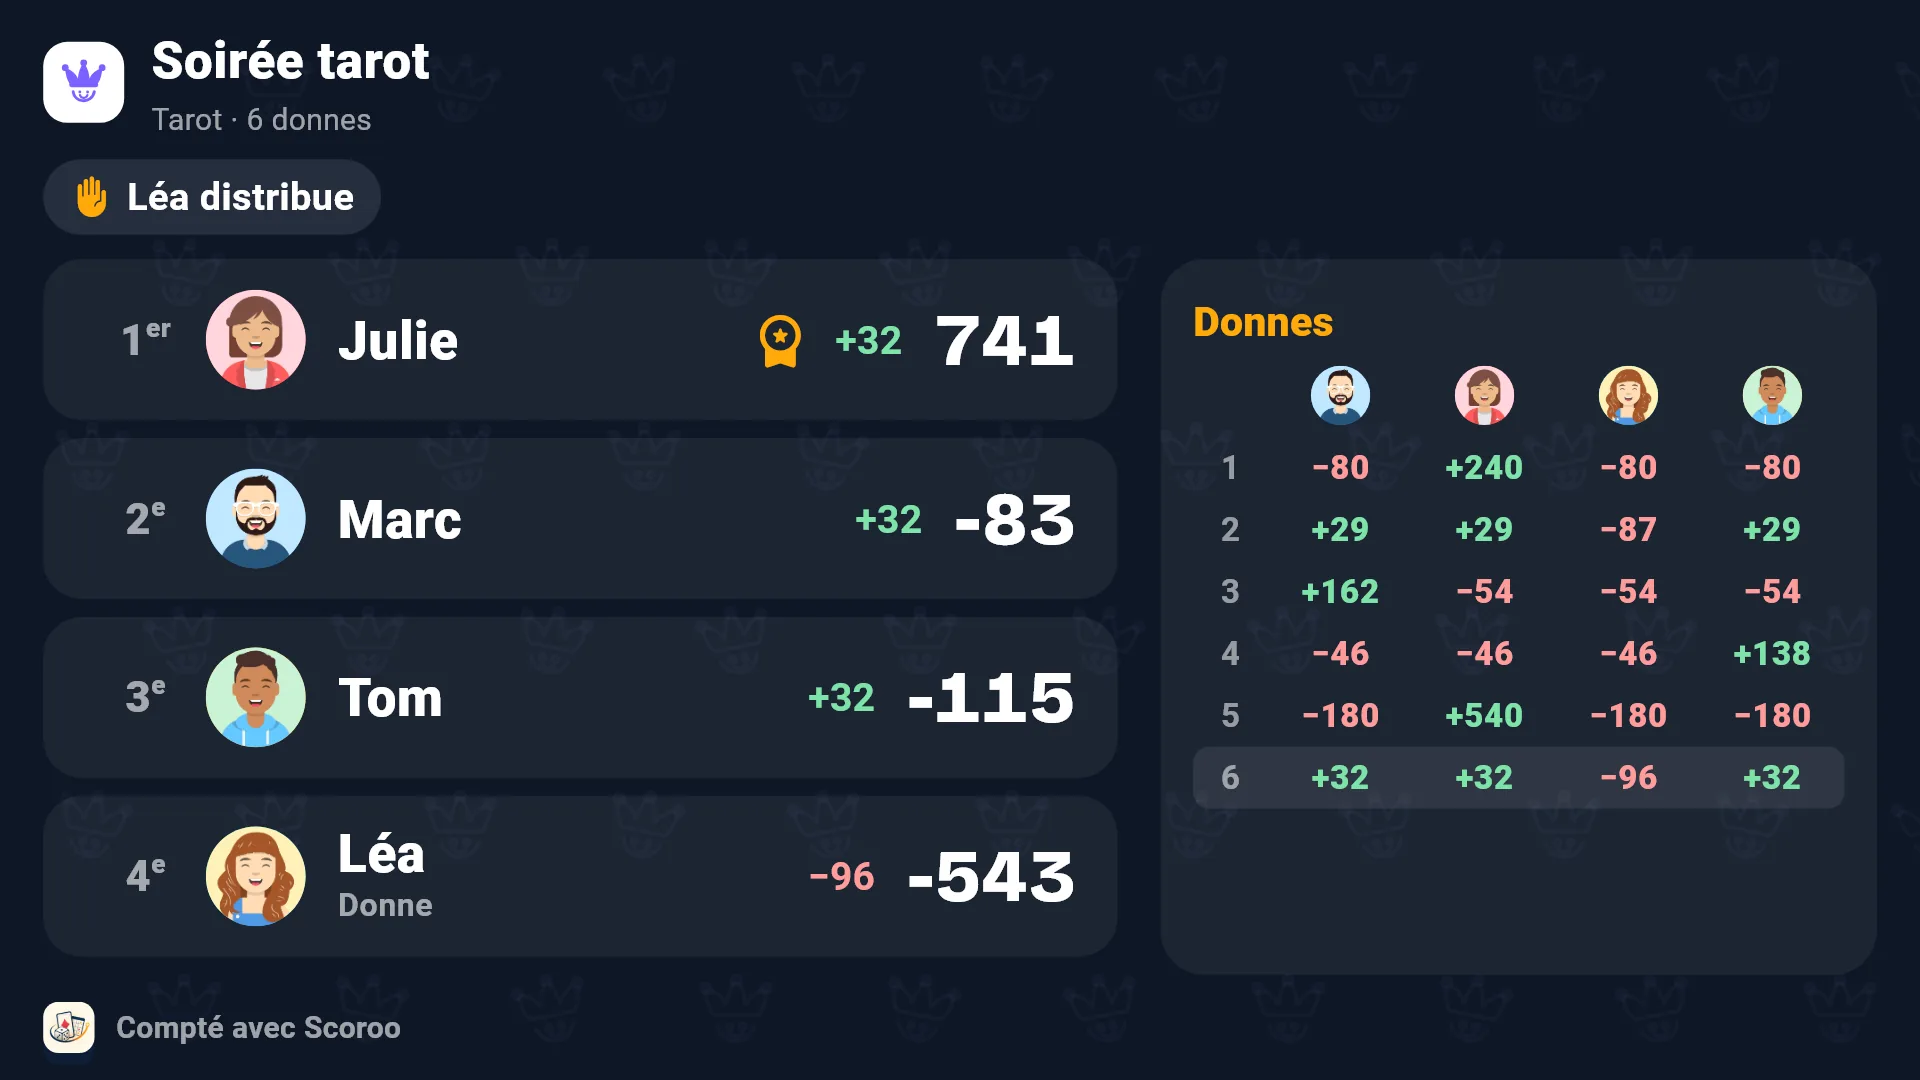 Soirée tarot
Tarot · 6 donnes
Léa distribue
1er Julie +32 741
2e Marc +32 -83
3e Tom +32 -115
4e Léa −96 -543
Donne
Donnes
1 −80 +240 −80 −80
2 +29 +29 −87 +29
3 +162 −54 −54 −54
4 −46 −46 −46 +138
5 −180 +540 −180 −180
6 +32 +32 −96 +32
Compté avec Scoroo